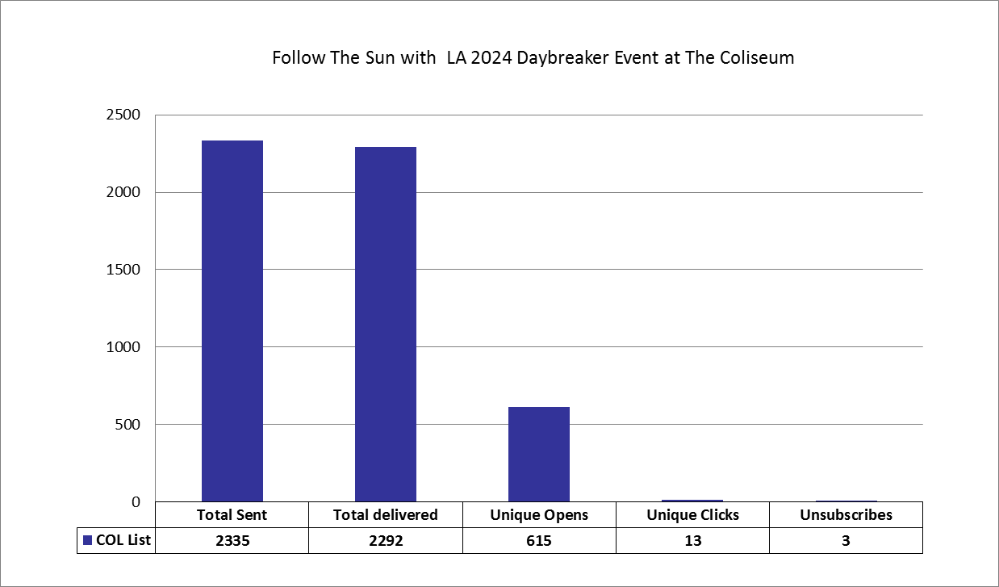 Follow The Sun with  LA 2024 Daybreaker Event at The Coliseum
2500
2000
1500
1000
500
0
Total Sent Total delivered Unique Opens Unique Clicks Unsubscribes
COL List 2335 2292 615 13 3